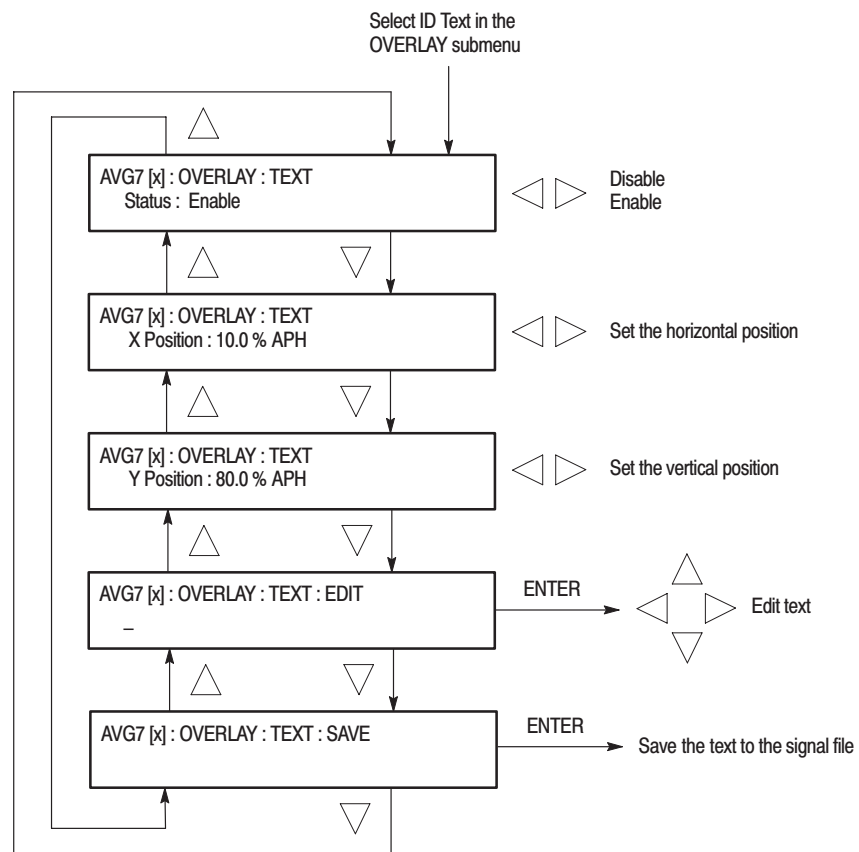 Select ID Text in the
OVERLAY submenu
AVG7 [x] : OVERLAY : TEXT
Status : Enable
Disable
Enable
AVG7 [x] : OVERLAY : TEXT
X Position : 10.0 % APH
Set the horizontal position
AVG7 [x] : OVERLAY : TEXT
Y Position : 80.0 % APH
Set the vertical position
AVG7 [x] : OVERLAY : TEXT : EDIT
_
ENTER
Edit text
AVG7 [x] : OVERLAY : TEXT : SAVE
ENTER
Save the text to the signal file